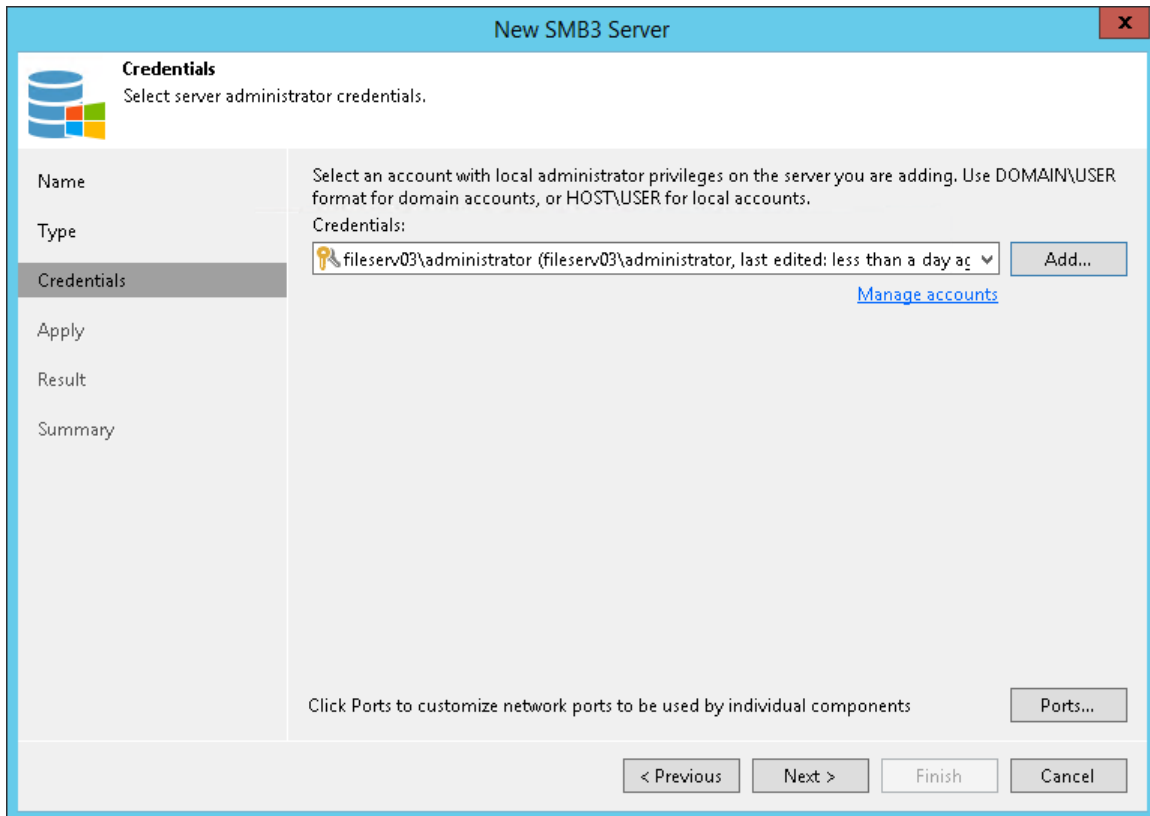 New SMB3 Server
x
Credentials
Select server administrator credentials.
Name
Type
Credentials
Apply
Result
Summary
Select an account with local administrator privileges on the server you are adding. Use DOMAIN\USER
format for domain accounts, or HOST\USER for local accounts.
Credentials:
fileserv03\administrator (fileserv03\administrator, last edited: less than a day ag
Add...
Manage accounts
Click Ports to customize network ports to be used by individual components
Ports...
< Previous
Next >
Finish
Cancel